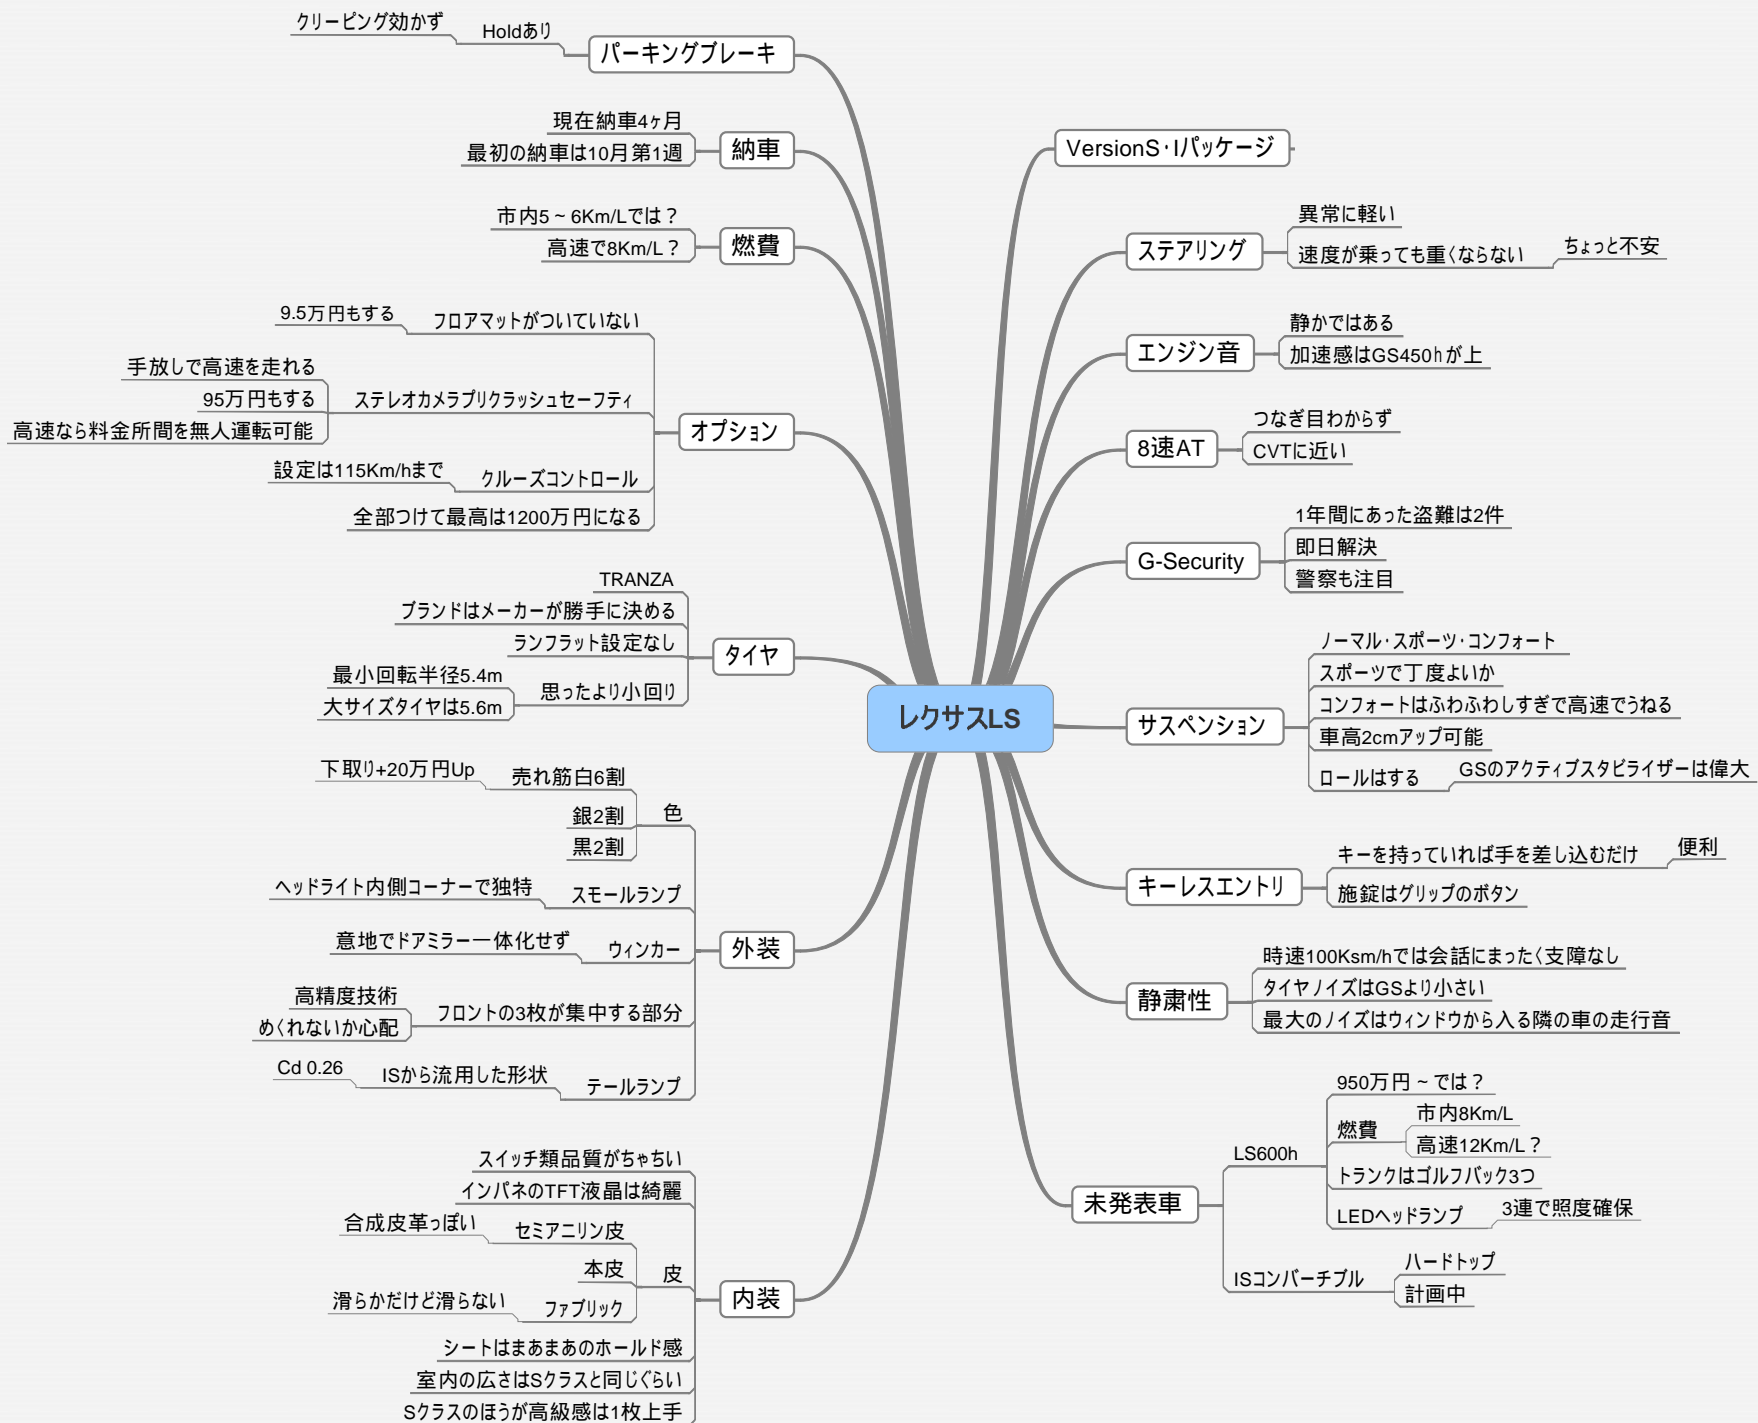 レクサスLS
パーキングブレーキ
Holdあり
クリーピング効かず
納車
現在納車4ヶ月
最初の納車は10月第1週
燃費
市内5~6Km/Lでは？
高速で8Km/L？
オプション
フロアマットがついていない
9.5万円もする
ステレオカメラプリクラッシュセーフティ
手放しで高速を走れる
95万円もする
高速なら料金所間を無人運転可能
クルーズコントロール
設定は115Km/hまで
全部つけて最高は1200万円になる
タイヤ
TRANZA
ブランドはメーカーが勝手に決める
ランフラット設定なし
思ったより小回り
最小回転半径5.4m
大サイズタイヤは5.6m
外装
色
売れ筋白6割
下取り+20万円Up
銀2割
黒2割
スモールランプ
ヘッドライト内側コーナーで独特
ウィンカー
意地でドアミラー一体化せず
フロントの3枚が集中する部分
高精度技術
めくれないか心配
テールランプ
ISから流用した形状
Cd 0.26
内装
スイッチ類品質がちゃちい
インパネのTFT液晶は綺麗
皮
セミアニリン皮
合成皮革っぽい
本皮
ファブリック
滑らかだけど滑らない
シートはまあまあのホールド感
室内の広さはSクラスと同じぐらい
Sクラスのほうが高級感は1枚上手
VersionS・Iパッケージ
ステアリング
異常に軽い
速度が乗っても重くならない
ちょっと不安
エンジン音
静かではある
加速感はGS450hが上
8速AT
つなぎ目わからず
CVTに近い
G-Security
1年間にあった盗難は2件
即日解決
警察も注目
サスペンション
ノーマル・スポーツ・コンフォート
スポーツで丁度よいか
コンフォートはふわふわしすぎで高速でうねる
車高2cmアップ可能
ロールはする
GSのアクティブスタビライザーは偉大
キーレスエントリ
キーを持っていれば手を差し込むだけ
便利
施錠はグリップのボタン
静粛性
時速100Ksm/hでは会話にまったく支障なし
タイヤノイズはGSより小さい
最大のノイズはウィンドウから入る隣の車の走行音
未発表車
LS600h
950万円~では？
燃費
市内8Km/L
高速12Km/L？
トランクはゴルフバック3つ
LEDヘッドランプ
3連で照度確保
ISコンバーチブル
ハードトップ
計画中